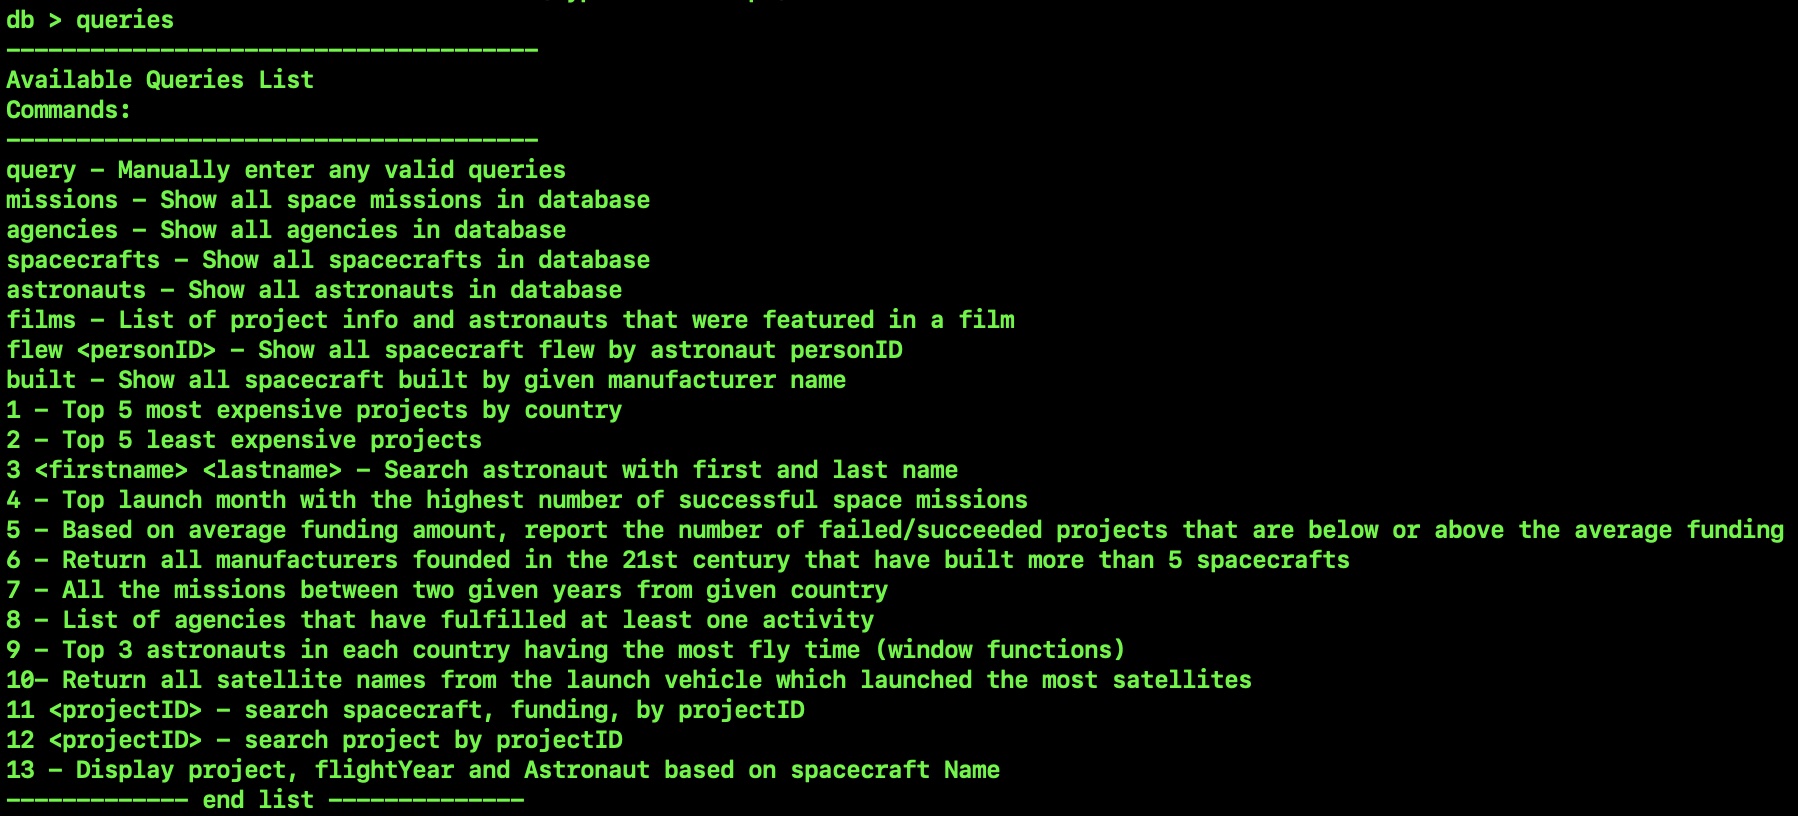 db > queries
--------------------------------------
Available Queries List
Commands:
--------------------------------------
query - Manually enter any valid queries
missions - Show all space missions in database
agencies - Show all agencies in database
spacecrafts - Show all spacecrafts in database
astronauts - Show all astronauts in database
films - List of project info and astronauts that were featured in a film
flew <personID> - Show all spacecraft flew by astronaut personID
built - Show all spacecraft built by given manufacturer name
1 - Top 5 most expensive projects by country
2 - Top 5 least expensive projects
3 <firstname> <lastname> - Search astronaut with first and last name
4 - Top launch month with the highest number of successful space missions
5 - Based on average funding amount, report the number of failed/succeeded projects that are below or above the average funding
6 - Return all manufacturers founded in the 21st century that have built more than 5 spacecrafts
7 - All the missions between two given years from given country
8 - List of agencies that have fulfilled at least one activity
9 - Top 3 astronauts in each country having the most fly time (window functions)
10- Return all satellite names from the launch vehicle which launched the most satellites
11 <projectID> - search spacecraft, funding, by projectID
12 <projectID> - search project by projectID
13 - Display project, flightYear and Astronaut based on spacecraft Name
------------- end list --------------